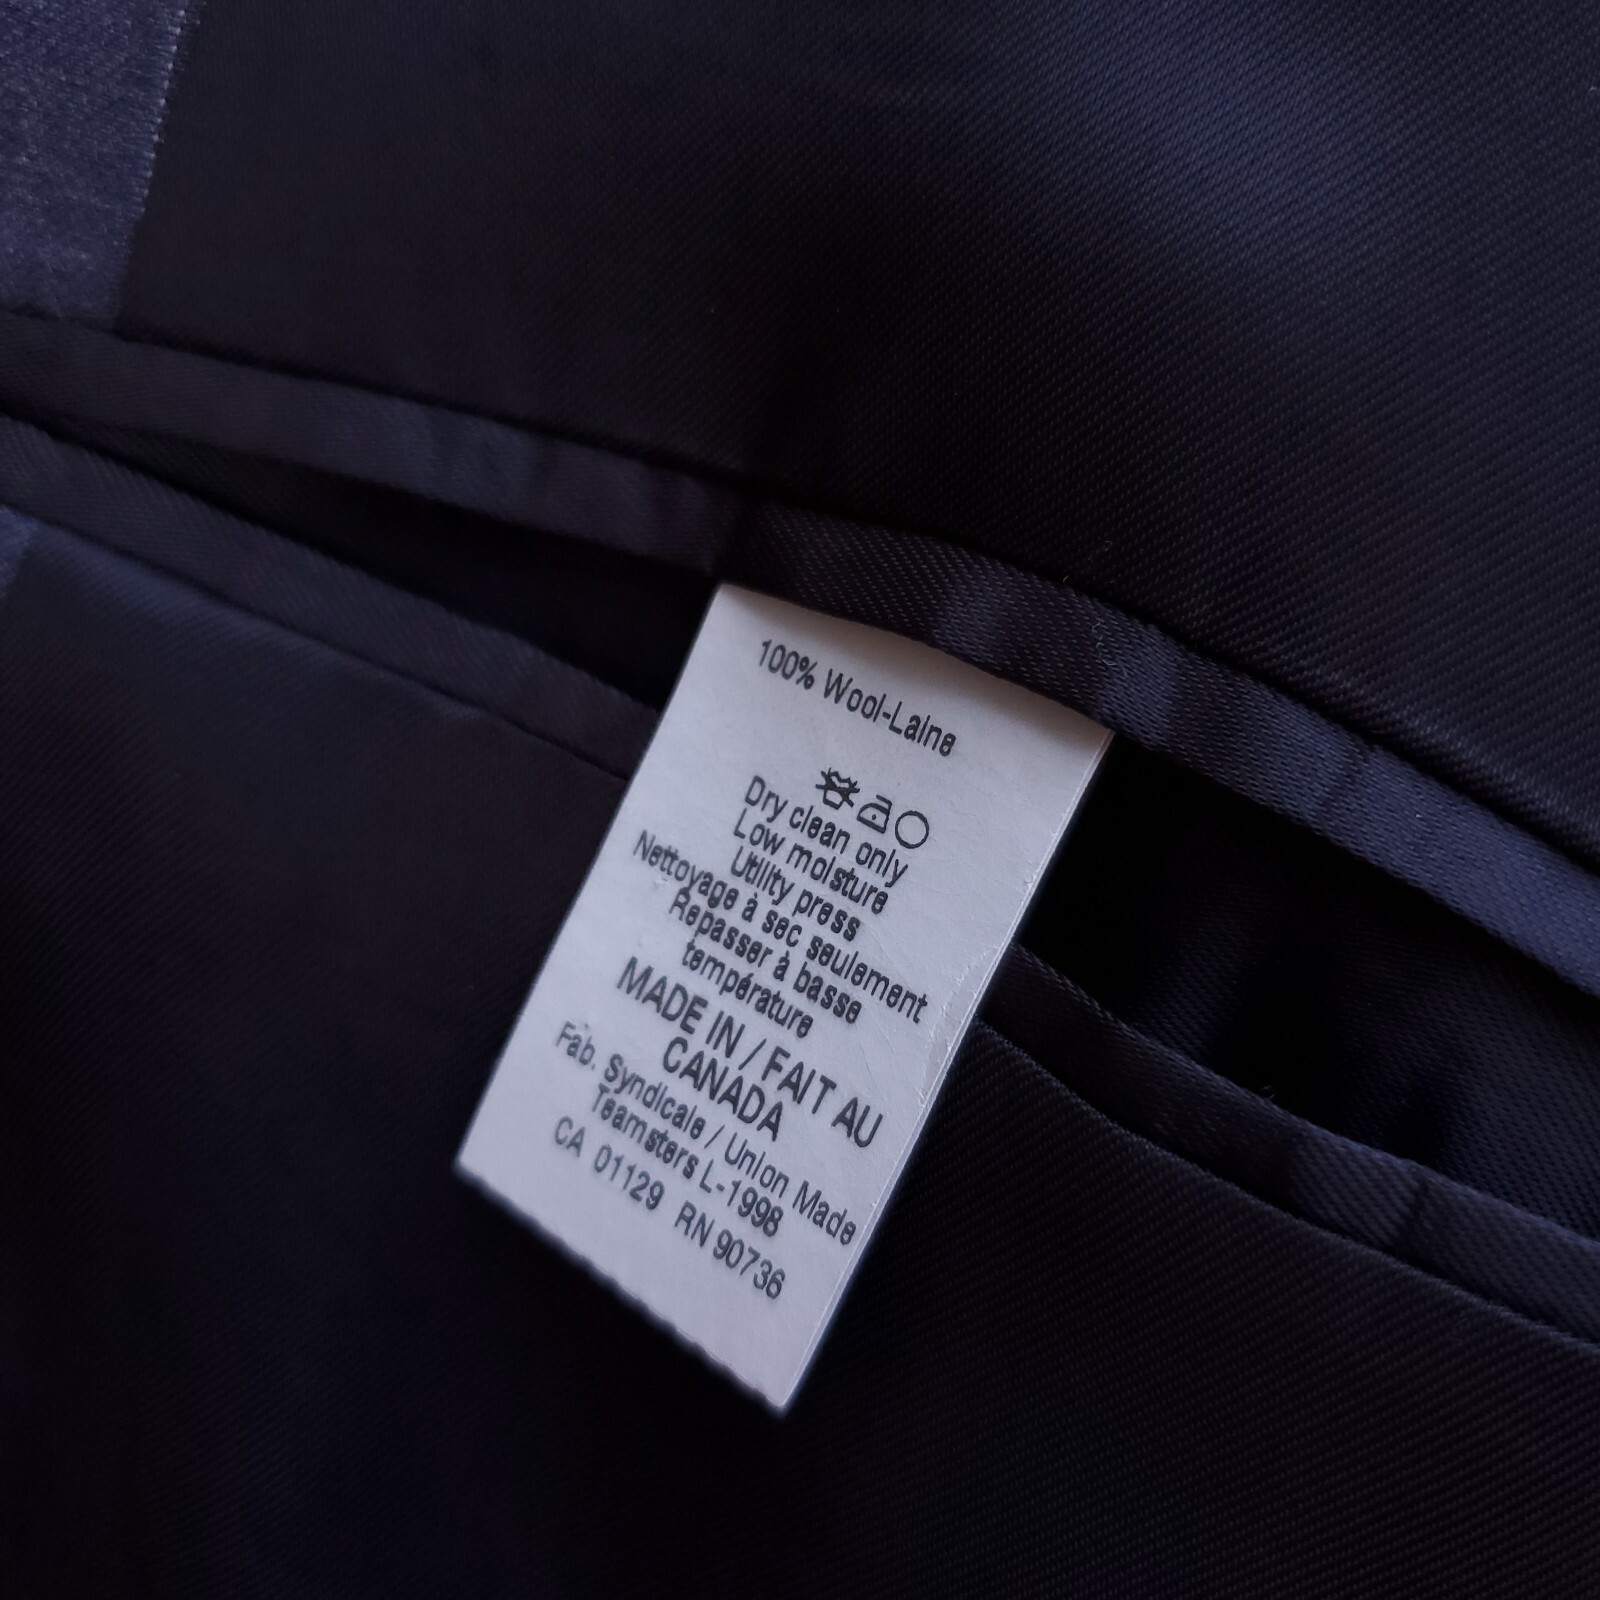 100% Wool-Laine
Dry clean only
Low moisture
Utility press
Nettoyage à sec seulement
Repasser à basse
température
MADE IN / FAIT AU
CANADA
Fab. Syndicale / Union Made
Teamsters L-1998
CA 01129 RN 90736